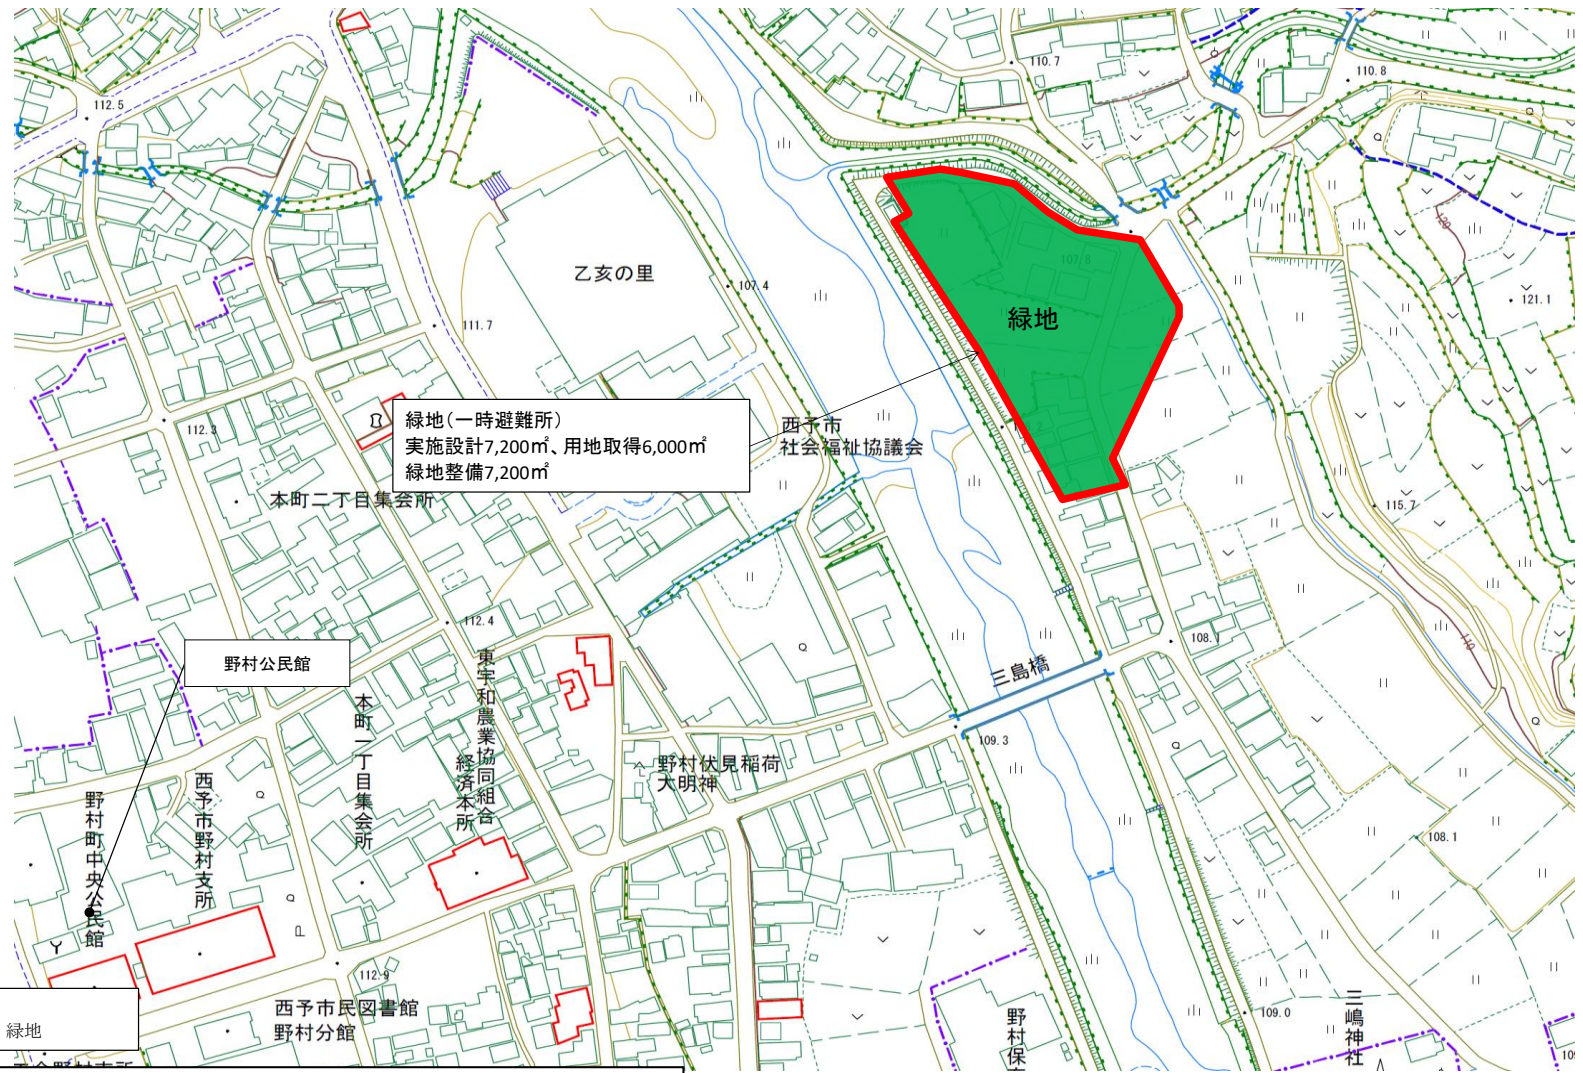 110.7
110.8
112.5
乙亥の里
107.4
107.8
121.1
111.7
緑地
112.3
緑地(一時避難所)
実施設計7,200㎡、用地取得6,000㎡
緑地整備7,200㎡
西予市
社会福祉協議会
本町二丁目集会所
115.7
112.4
108.1
野村公民館
東宇和農業協同組合
経済本所
三島橋
110
本町一丁目集会所
109.3
野村伏見稲荷
大明神
西予市野村支所
野村町中央公民館
108.1
P
112.9
西予市民図書館
野村分館
緑地
109.0
三嶋神社
野村保